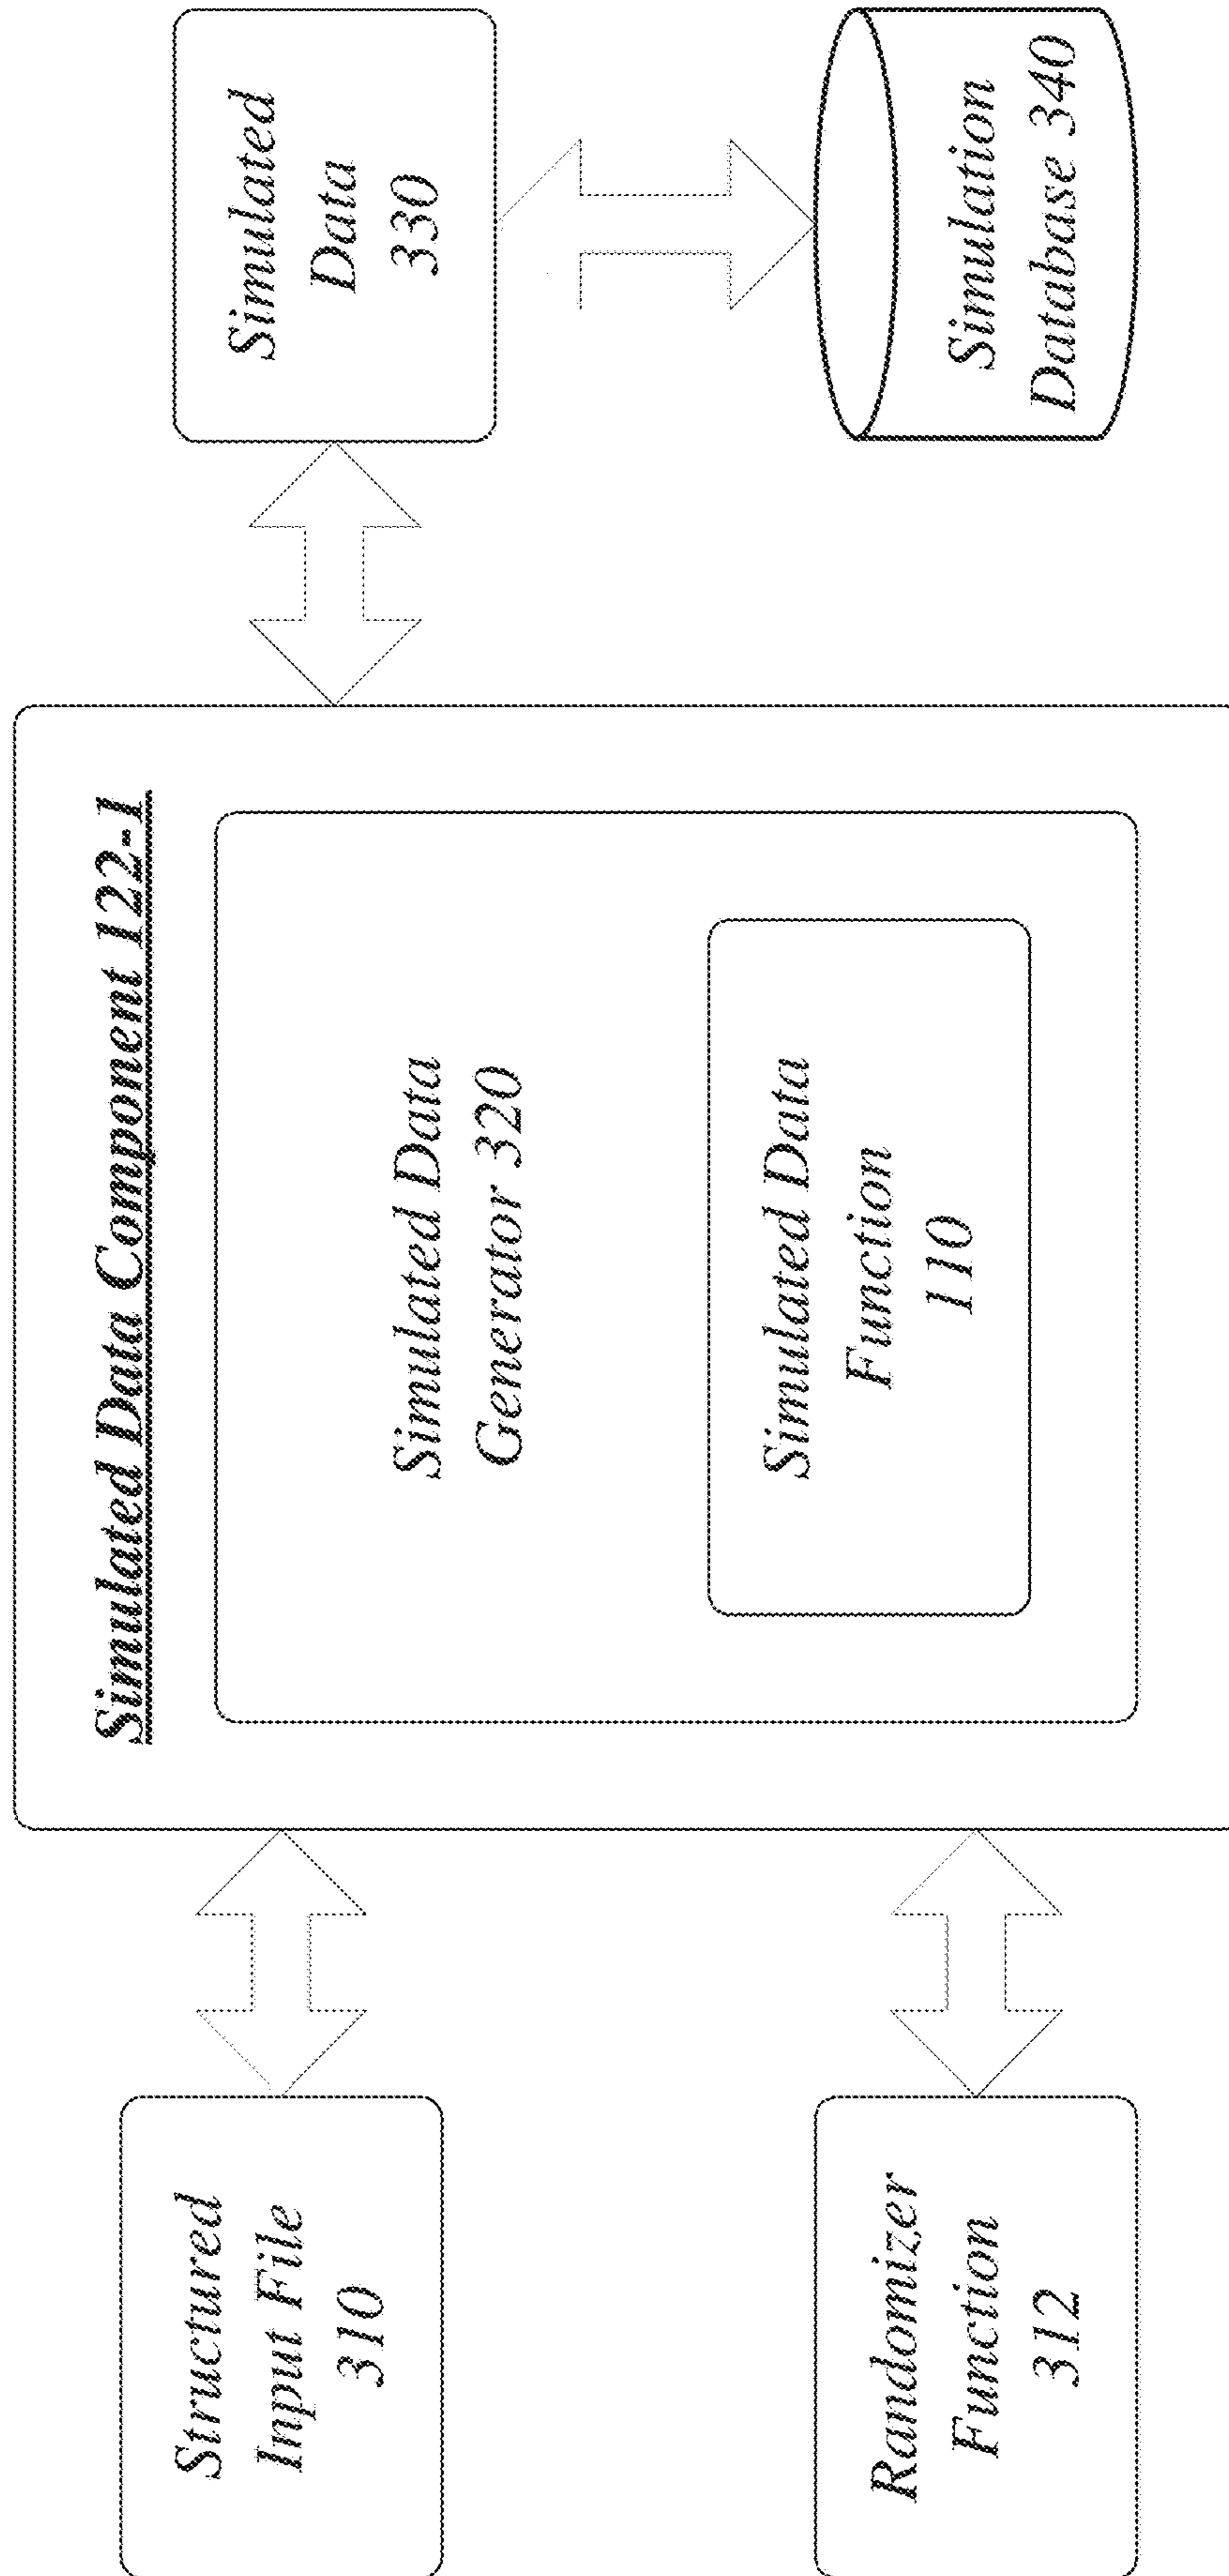 Structured
Input File
310
Randomizer
Function
312
Simulated Data Component 122-1
Simulated Data
Generator 320
Simulated Data
Function
110
Simulated
Data
330
Simulation
Database 340